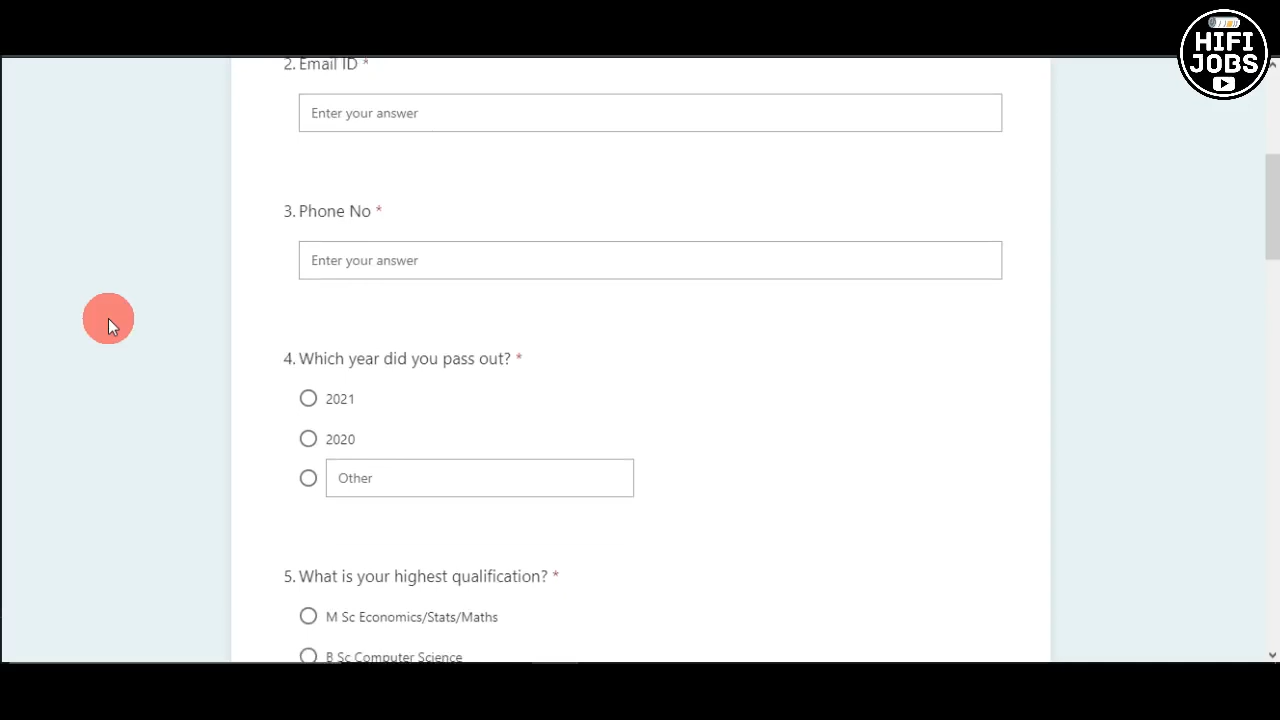 HIFI
JOBS
2. Email ID *
Enter your answer
3. Phone No *
Enter your answer
4. Which year did you pass out? *
2021
2020
Other
5. What is your highest qualification? *
M Sc Economics/Stats/Maths
B Sc Computer Science